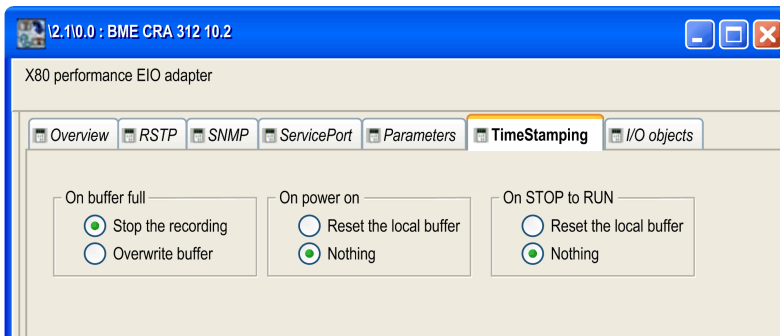 \2.1\0.0 : BME CRA 312 10.2
X80 performance EIO adapter
Overview RSTP SNMP ServicePort Parameters TimeStamping I/O objects
On buffer full On power on On STOP to RUN
Stop the recording Reset the local buffer Reset the local buffer
Overwrite buffer Nothing Nothing